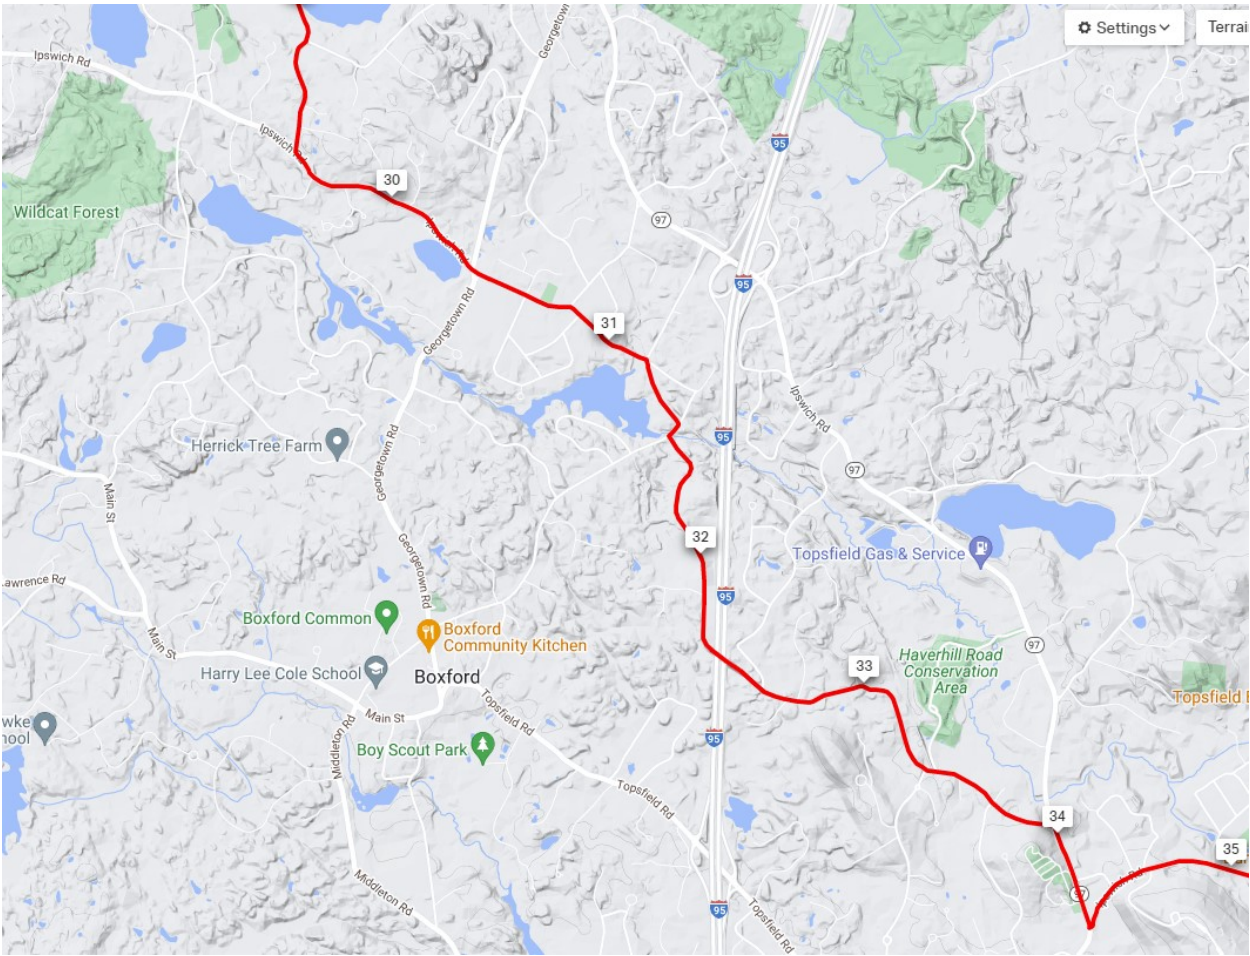 Settings
Terrai
Georgetown
Ipswich Rd
95
Ipswich Rd
30
Wildcat Forest
97
Ipswich Rd
95
Georgetown Rd
31
Ipswich Rd
95
Herrick Tree Farm
Georgetown Rd
97
Main St
32
Topsfield Gas & Service
Georgetown Rd
awrence Rd
95
Boxford Common
Boxford
Community Kitchen
Main St
97
Haverhill Road
Conservation
Area
33
Harry Lee Cole School
Boxford
Topsfield
Topsfield Rd
Main St
wke
hool
Middleton Rd
95
Boy Scout Park
Topsfield Rd
34
35
Middleton Rd
97
Ipswich Rd
95
Topsfield Rd